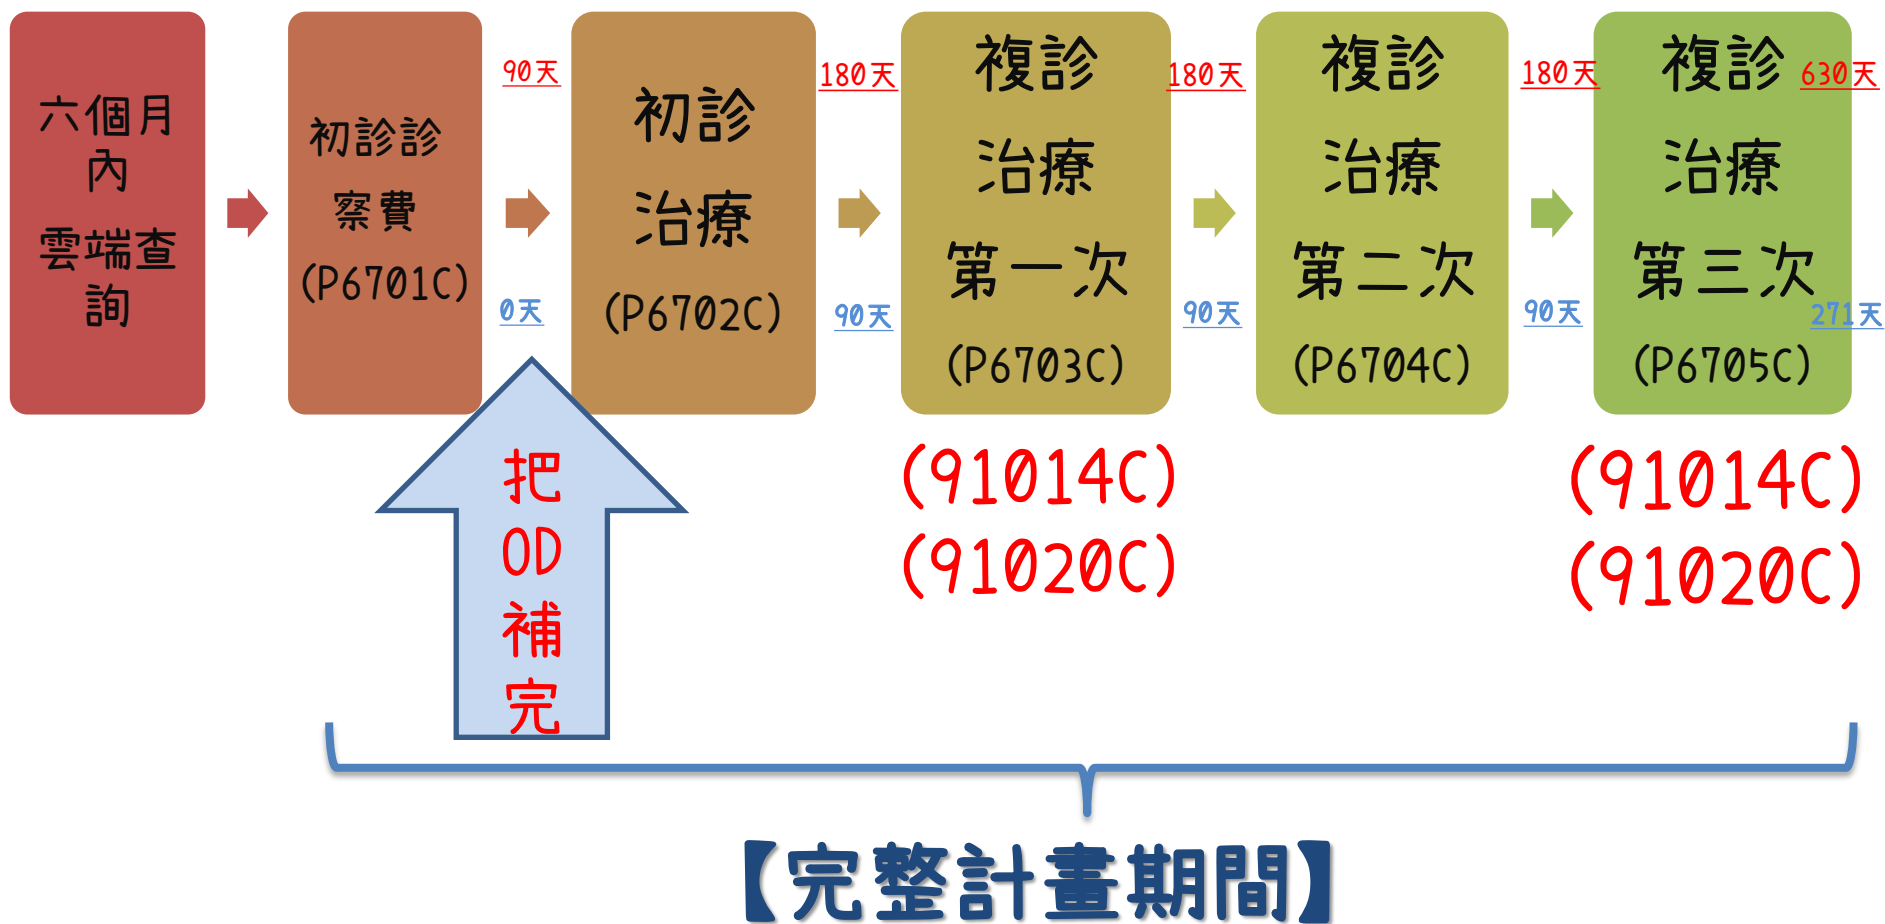 六個月
內
雲端查
詢
初診診
察費
(P6701C)
90天
0天
初診
治療
(P6702C)
180天
90天
複診
治療
第一次
(P6703C)
180天
90天
複診
治療
第二次
(P6704C)
180天
90天
複診
治療
第三次
(P6705C)
630天
271天
把
OD
補
完
(91014C)
(91020C)
(91014C)
(91020C)
【完整計畫期間】